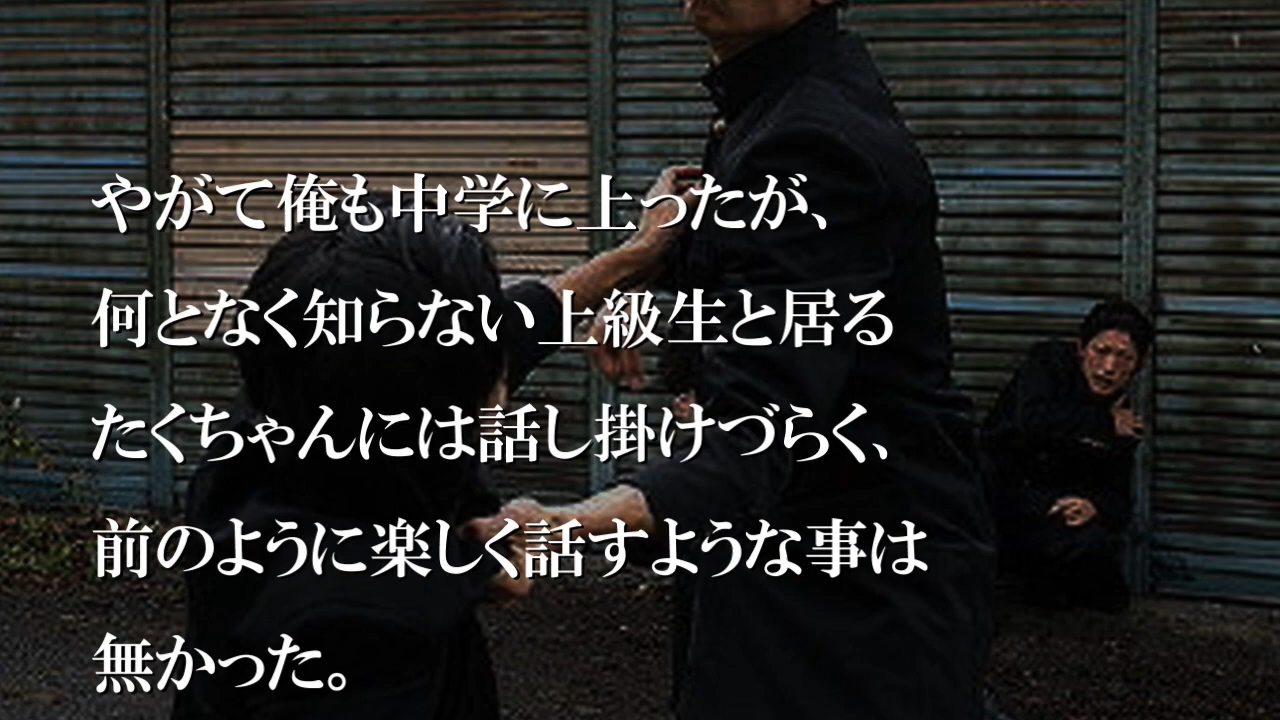 やがて俺も中学に上ったが、
何となく知らない上級生と居る
たくちゃんには話し掛けづらく、
前のように楽しく話すような事は
無かった。